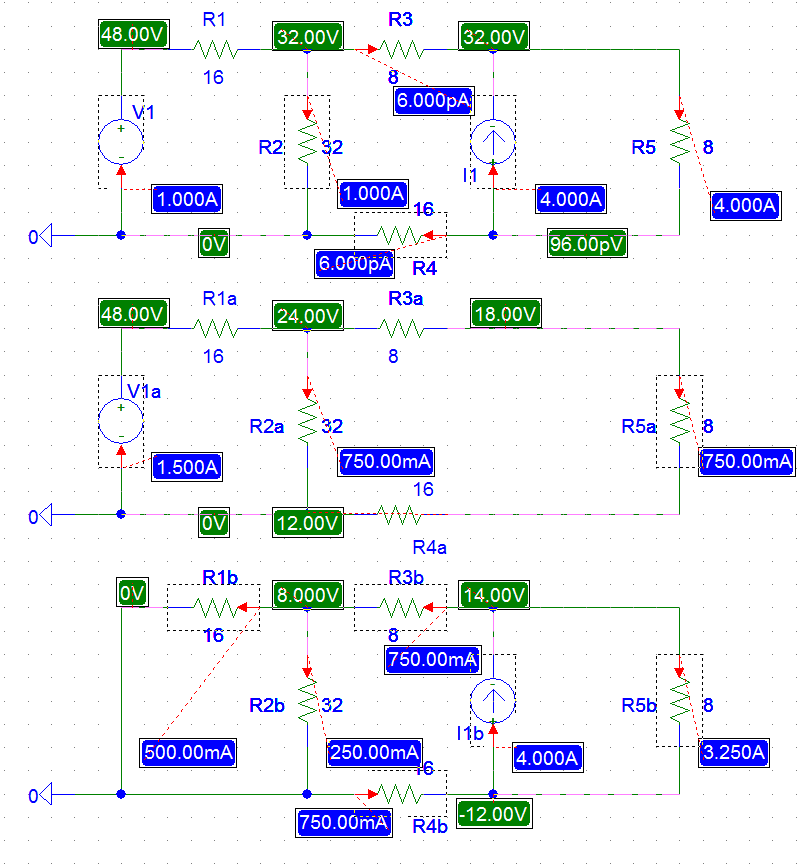 48.00V R1 32.00V R3 32.00V
16 8
6.000pA
V1 R2 32 I1 R5 8
1.000A 1.000A 4.000A 4.000A
16
0 0V 96.00pV
6.000pA R4
48.00V R1a 24.00V R3a 18.00V
16 8
V1a R2a 32 R5a 8
1.500A 750.00mA 750.00mA
16
0 0V 12.00V
R4a
0V R1b 8.000V R3b 14.00V
16 8
750.00mA
R2b 32 I1b R5b 8
500.00mA 250.00mA 4.000A 3.250A
16
0
750.00mA R4b -12.00V